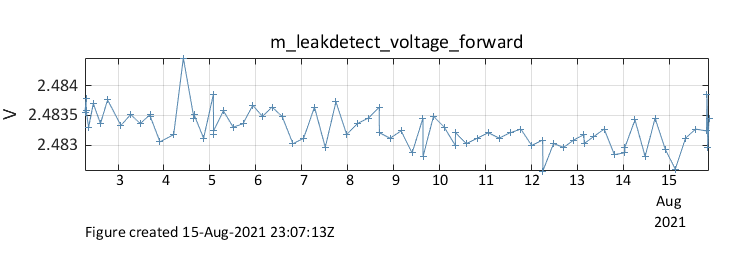 m_leakdetect_voltage_forward
V
2.484
2.4835
2.483
3 4 5 6 7 8 9 10 11 12 13 14 15
Aug
2021
Figure created 15-Aug-2021 23:07:13Z